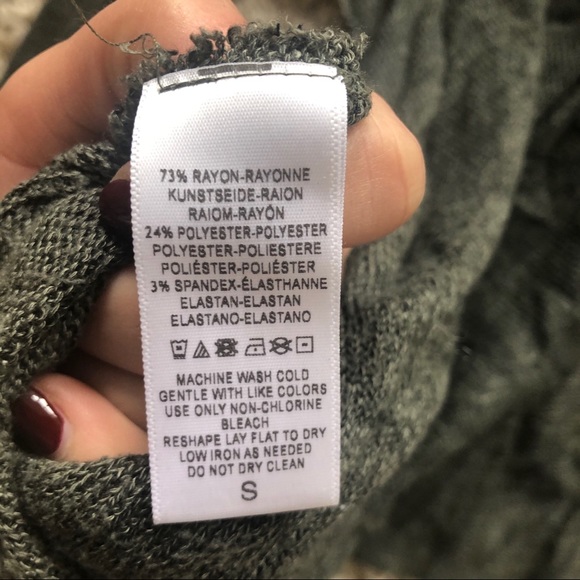 73% RAYON-RAYONNE
KUNSTSEIDE-RAION
RAIOM-RAYÓN
24% POLYESTER-POLYESTER
POLYESTER-POLIESTERE
POLIÉSTER-POLIÉSTER
3% SPANDEX-ÉLASTHANNE
ELASTAN-ELASTAN
ELASTANO-ELASTANO
MACHINE WASH COLD
GENTLE WITH LIKE COLORS
USE ONLY NON-CHLORINE
BLEACH
RESHAPE LAY FLAT TO DRY
LOW IRON AS NEEDED
DO NOT DRY CLEAN
S